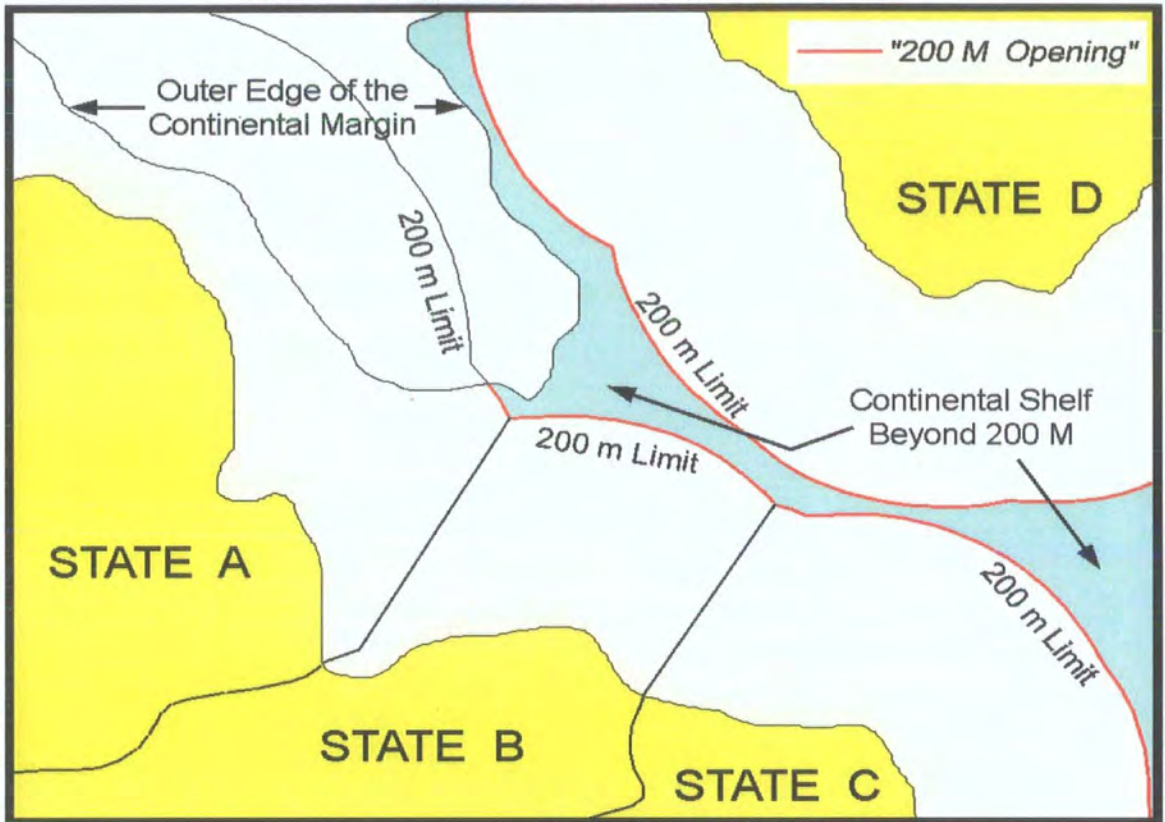 "200 M Opening"
Outer Edge of the
Continental Margin
STATE D
200 m Limit
200 m Limit
Continental Shelf
Beyond 200 M
200 m Limit
STATE A
200 m Limit
STATE B
STATE C